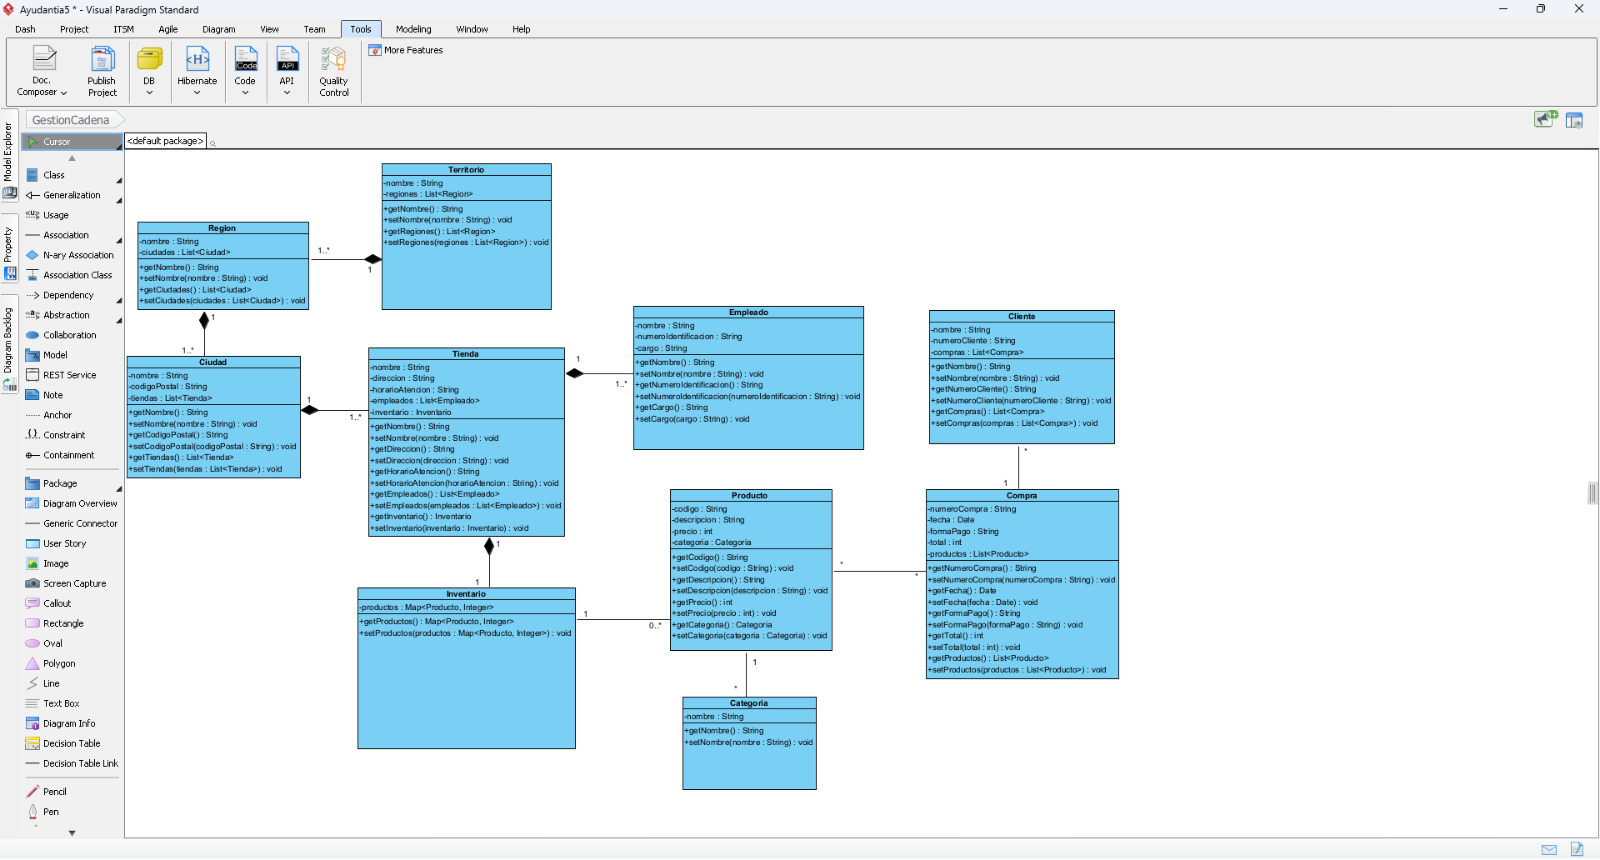 Ayudantia5 * - Visual Paradigm Standard
Dash Project ITSM Agile Diagram View Team Tools Modeling Window Help
Doc. Composer
Publish Project
DB
Hibernate
Code
API
Quality Control
More Features
GestionCadena
Model Explorer
Property
Diagram Backlog
Cursor
Class
Generalization
Usage
Association
N-ary Association
Association Class
Dependency
Abstraction
Collaboration
Model
REST Service
Note
Anchor
Constraint
Containment
Package
Diagram Overview
Generic Connector
User Story
Image
Screen Capture
Callout
Rectangle
Oval
Polygon
Line
Text Box
Diagram Info
Decision Table
Decision Table Link
Pencil
Pen
<default package>
Territorio
-nombre : String
-regiones : List<Region>
+getNombre() : String
+setNombre(nombre : String) : void
+getRegiones() : List<Region>
+setRegiones(regiones : List<Region>) : void
Region
-nombre : String
-ciudades : List<Ciudad>
+getNombre() : String
+setNombre(nombre : String) : void
+getCiudades() : List<Ciudad>
+setCiudades(ciudades : List<Ciudad>) : void
1..*
1
1
1..*
Ciudad
-nombre : String
-codigoPostal : String
-tiendas : List<Tienda>
+getNombre() : String
+setNombre(nombre : String) : void
+getCodigoPostal() : String
+setCodigoPostal(codigoPostal : String) : void
+getTiendas() : List<Tienda>
+setTiendas(tiendas : List<Tienda>) : void
1
1..*
Tienda
-nombre : String
-direccion : String
-horarioAtencion : String
-empleados : List<Empleado>
-inventario : Inventario
+getNombre() : String
+setNombre(nombre : String) : void
+getDireccion() : String
+setDireccion(direccion : String) : void
+getHorarioAtencion() : String
+setHorarioAtencion(horarioAtencion : String) : void
+getEmpleados() : List<Empleado>
+setEmpleados(empleados : List<Empleado>) : void
+getInventario() : Inventario
+setInventario(inventario : Inventario) : void
1
1..*
Empleado
-nombre : String
-numeroIdentificacion : String
-cargo : String
+getNombre() : String
+setNombre(nombre : String) : void
+getNumeroIdentificacion() : String
+setNumeroIdentificacion(numeroIdentificacion : String) : void
+getCargo() : String
+setCargo(cargo : String) : void
Cliente
-nombre : String
-numeroCliente : String
-compras : List<Compra>
+getNombre() : String
+setNombre(nombre : String) : void
+getNumeroCliente() : String
+setNumeroCliente(numeroCliente : String) : void
+getCompras() : List<Compra>
+setCompras(compras : List<Compra>) : void
*
1
1
1
Inventario
-productos : Map<Producto, Integer>
+getProductos() : Map<Producto, Integer>
+setProductos(productos : Map<Producto, Integer>) : void
1
0..*
Producto
-codigo : String
-descripcion : String
-precio : int
-categoria : Categoria
+getCodigo() : String
+setCodigo(codigo : String) : void
+getDescripcion() : String
+setDescripcion(descripcion : String) : void
+getPrecio() : int
+setPrecio(precio : int) : void
+getCategoria() : Categoria
+setCategoria(categoria : Categoria) : void
*
*
Compra
-numeroCompra : String
-fecha : Date
-formaPago : String
-total : int
-productos : List<Producto>
+getNumeroCompra() : String
+setNumeroCompra(numeroCompra : String) : void
+getFecha() : Date
+setFecha(fecha : Date) : void
+getFormaPago() : String
+setFormaPago(formaPago : String) : void
+getTotal() : int
+setTotal(total : int) : void
+getProductos() : List<Producto>
+setProductos(productos : List<Producto>) : void
1
*
Categoria
-nombre : String
+getNombre() : String
+setNombre(nombre : String) : void